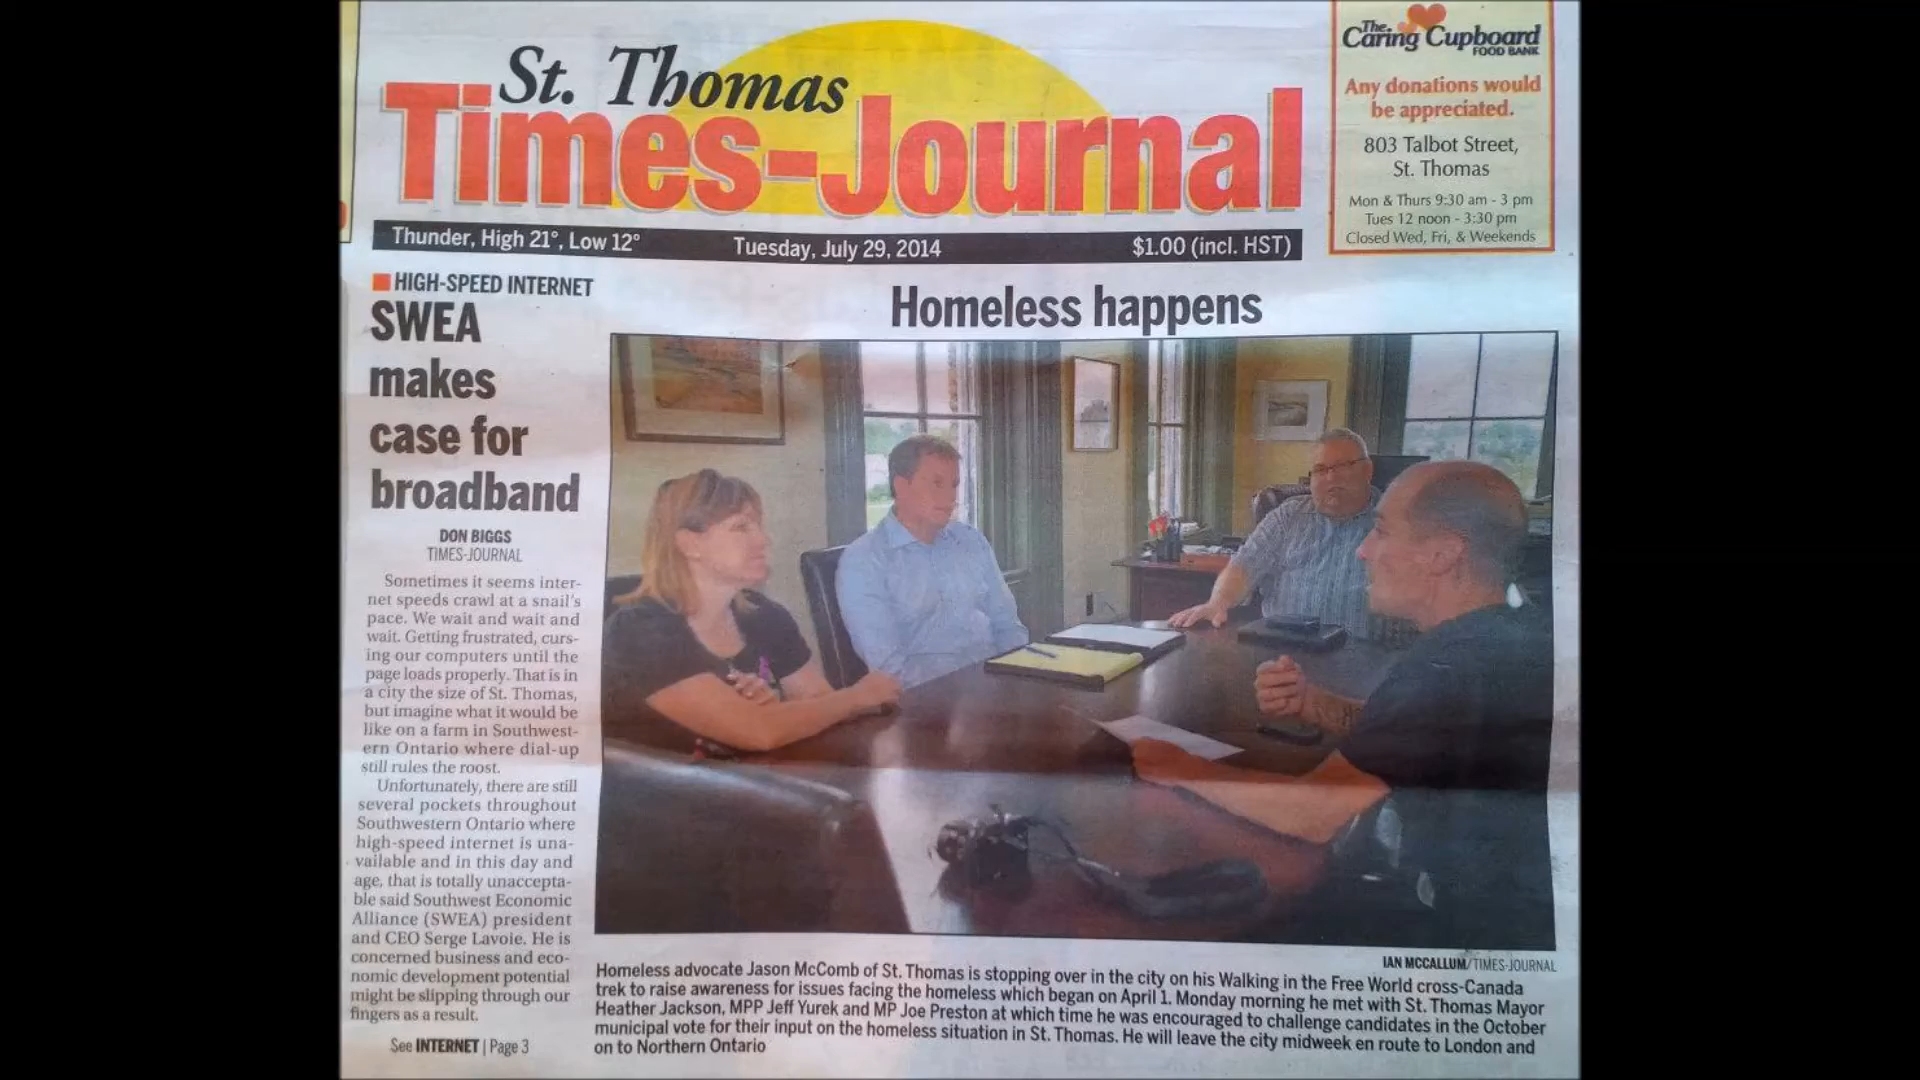 St. Thomas
Times-Journal
The Caring Cupboard
FOOD BANK
Any donations would
be appreciated.
803 Talbot Street,
St. Thomas
Mon & Thurs 9:30 am - 3 pm
Tues 12 noon - 3:30 pm
Closed Wed, Fri, & Weekends
Thunder, High 21°, Low 12°
Tuesday, July 29, 2014
$1.00 (incl. HST)
HIGH-SPEED INTERNET
SWEA
makes
case for
broadband
DON BIGGS
TIMES-JOURNAL
Sometimes it seems inter-
net speeds crawl at a snail's
pace. We wait and wait and
wait. Getting frustrated, curs-
ing our computers until the
page loads properly. That is in
a city the size of St. Thomas,
but imagine what it would be
like on a farm in Southwest-
ern Ontario where dial-up
still rules the roost.
Unfortunately, there are still
several pockets throughout
Southwestern Ontario where
high-speed internet is una-
vailable and in this day and
age, that is totally unaccepta-
ble said Southwest Economic
Alliance (SWEA) president
and CEO Serge Lavoie. He is
concerned business and eco-
nomic development potential
might be slipping through our
fingers as a result.
See INTERNET | Page 3
Homeless happens
IAN MCCALLUM/TIMES-JOURNAL
Homeless advocate Jason McComb of St. Thomas is stopping over in the city on his Walking in the Free World cross-Canada
trek to raise awareness for issues facing the homeless which began on April 1. Monday morning he met with St. Thomas Mayor
Heather Jackson, MPP Jeff Yurek and MP Joe Preston at which time he was encouraged to challenge candidates in the October
municipal vote for their input on the homeless situation in St. Thomas. He will leave the city midweek en route to London and
on to Northern Ontario